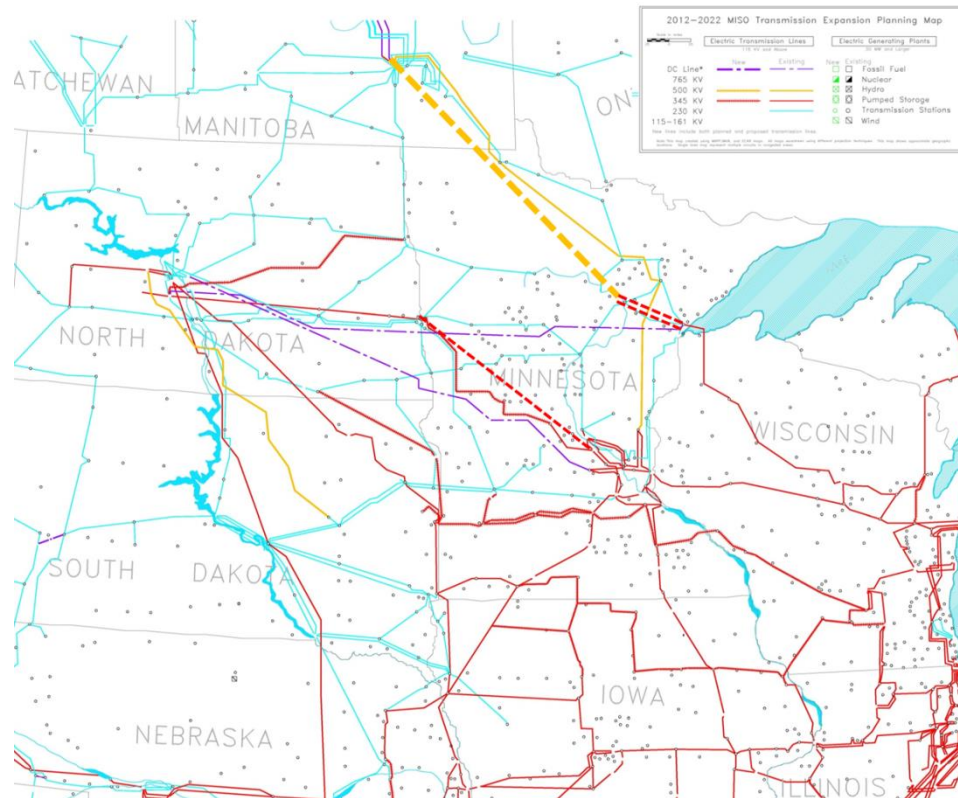 2012-2022 MISO Transmission Expansion Planning Map
Electric Transmission Lines
Electric Generating Plants
New Existing
New Existing
DC Line*
765 KV
500 KV
345 KV
230 KV
115-161 KV
Fossil Fuel
Nuclear
Hydro
Pumped Storage
Transmission Stations
Wind
ATCHEWAN
MANITOBA
ON
NORTH DAKOTA
MINNESOTA
WISCONSIN
SOUTH DAKOTA
IOWA
NEBRASKA
ILLINOIS